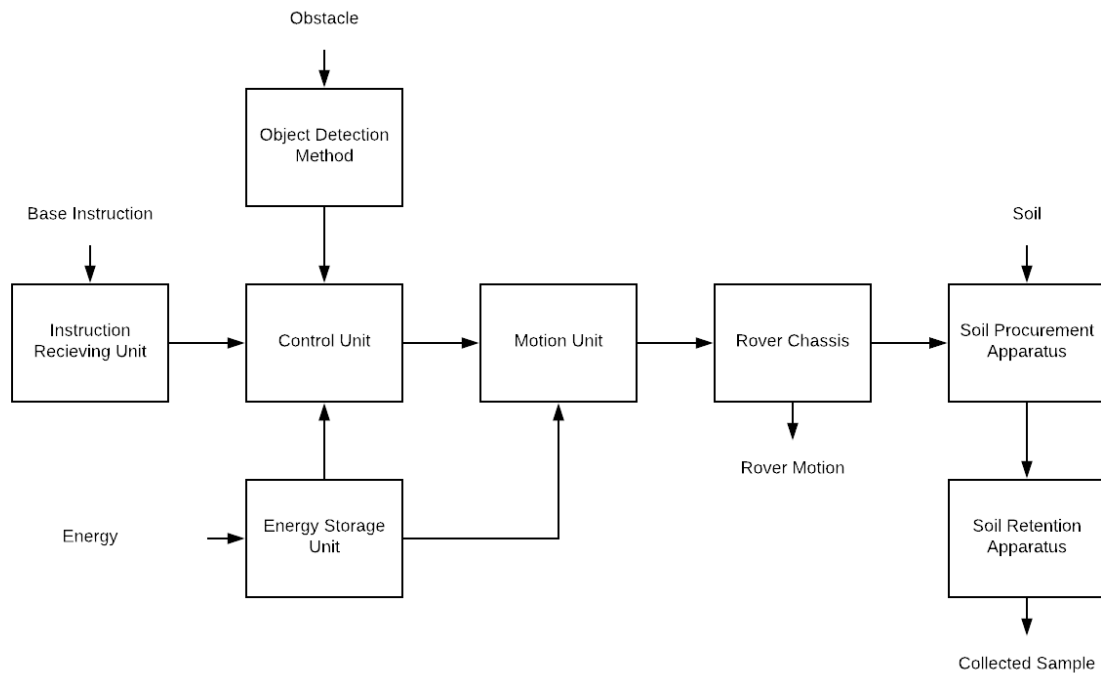 Obstacle
Object Detection
Method
Base Instruction
Soil
Instruction
Recieving Unit
Control Unit
Motion Unit
Rover Chassis
Soil Procurement
Apparatus
Rover Motion
Energy
Energy Storage
Unit
Soil Retention
Apparatus
Collected Sample